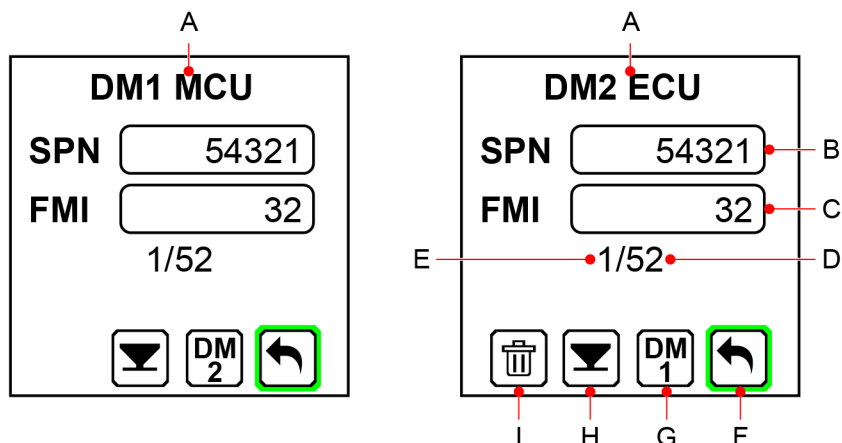 A
DM1 MCU
SPN 54321
FMI 32
1/52
DM
2
A
DM2 ECU
SPN 54321 B
FMI 32 C
E 1/52 D
DM
1
I H G F